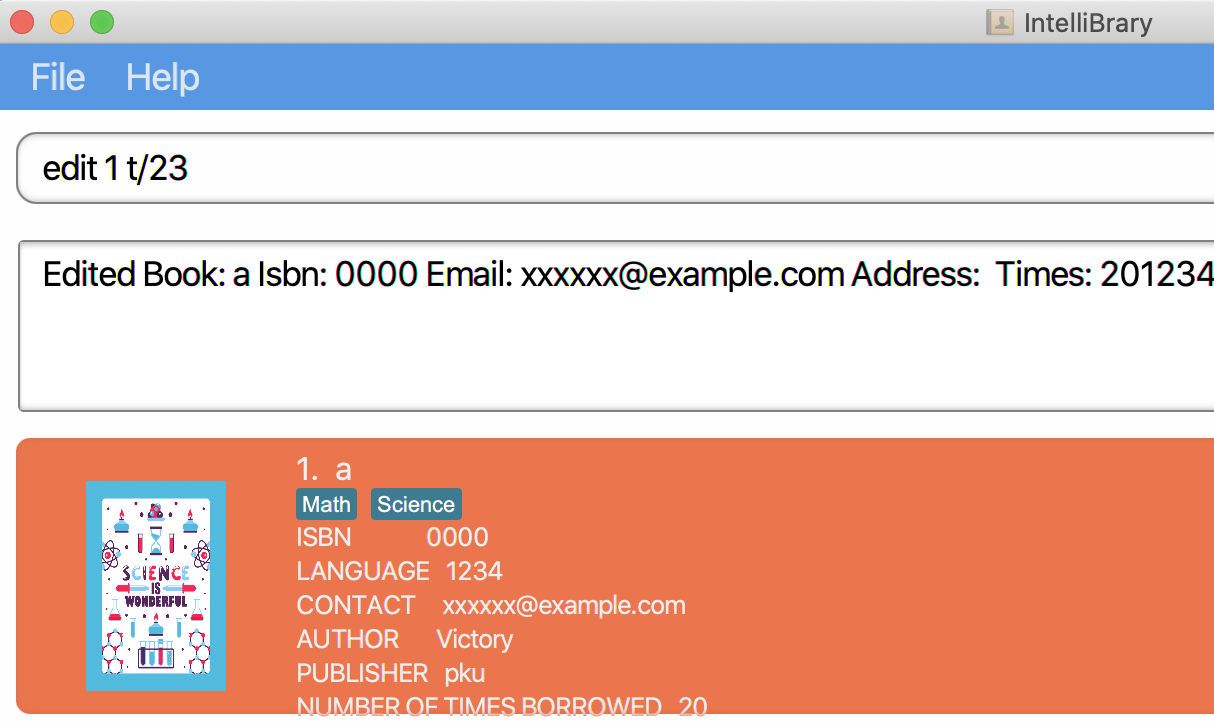 IntelliBrary
File Help
edit 1 t/23
Edited Book: a Isbn: 0000 Email: xxxxxx@example.com Address:  Times: 201234
1. a
Math Science
ISBN 0000
LANGUAGE 1234
CONTACT xxxxxx@example.com
AUTHOR Victory
PUBLISHER pku
NUMBER OF TIMES BORROWED 20
SCIENCE
IS
WONDERFUL